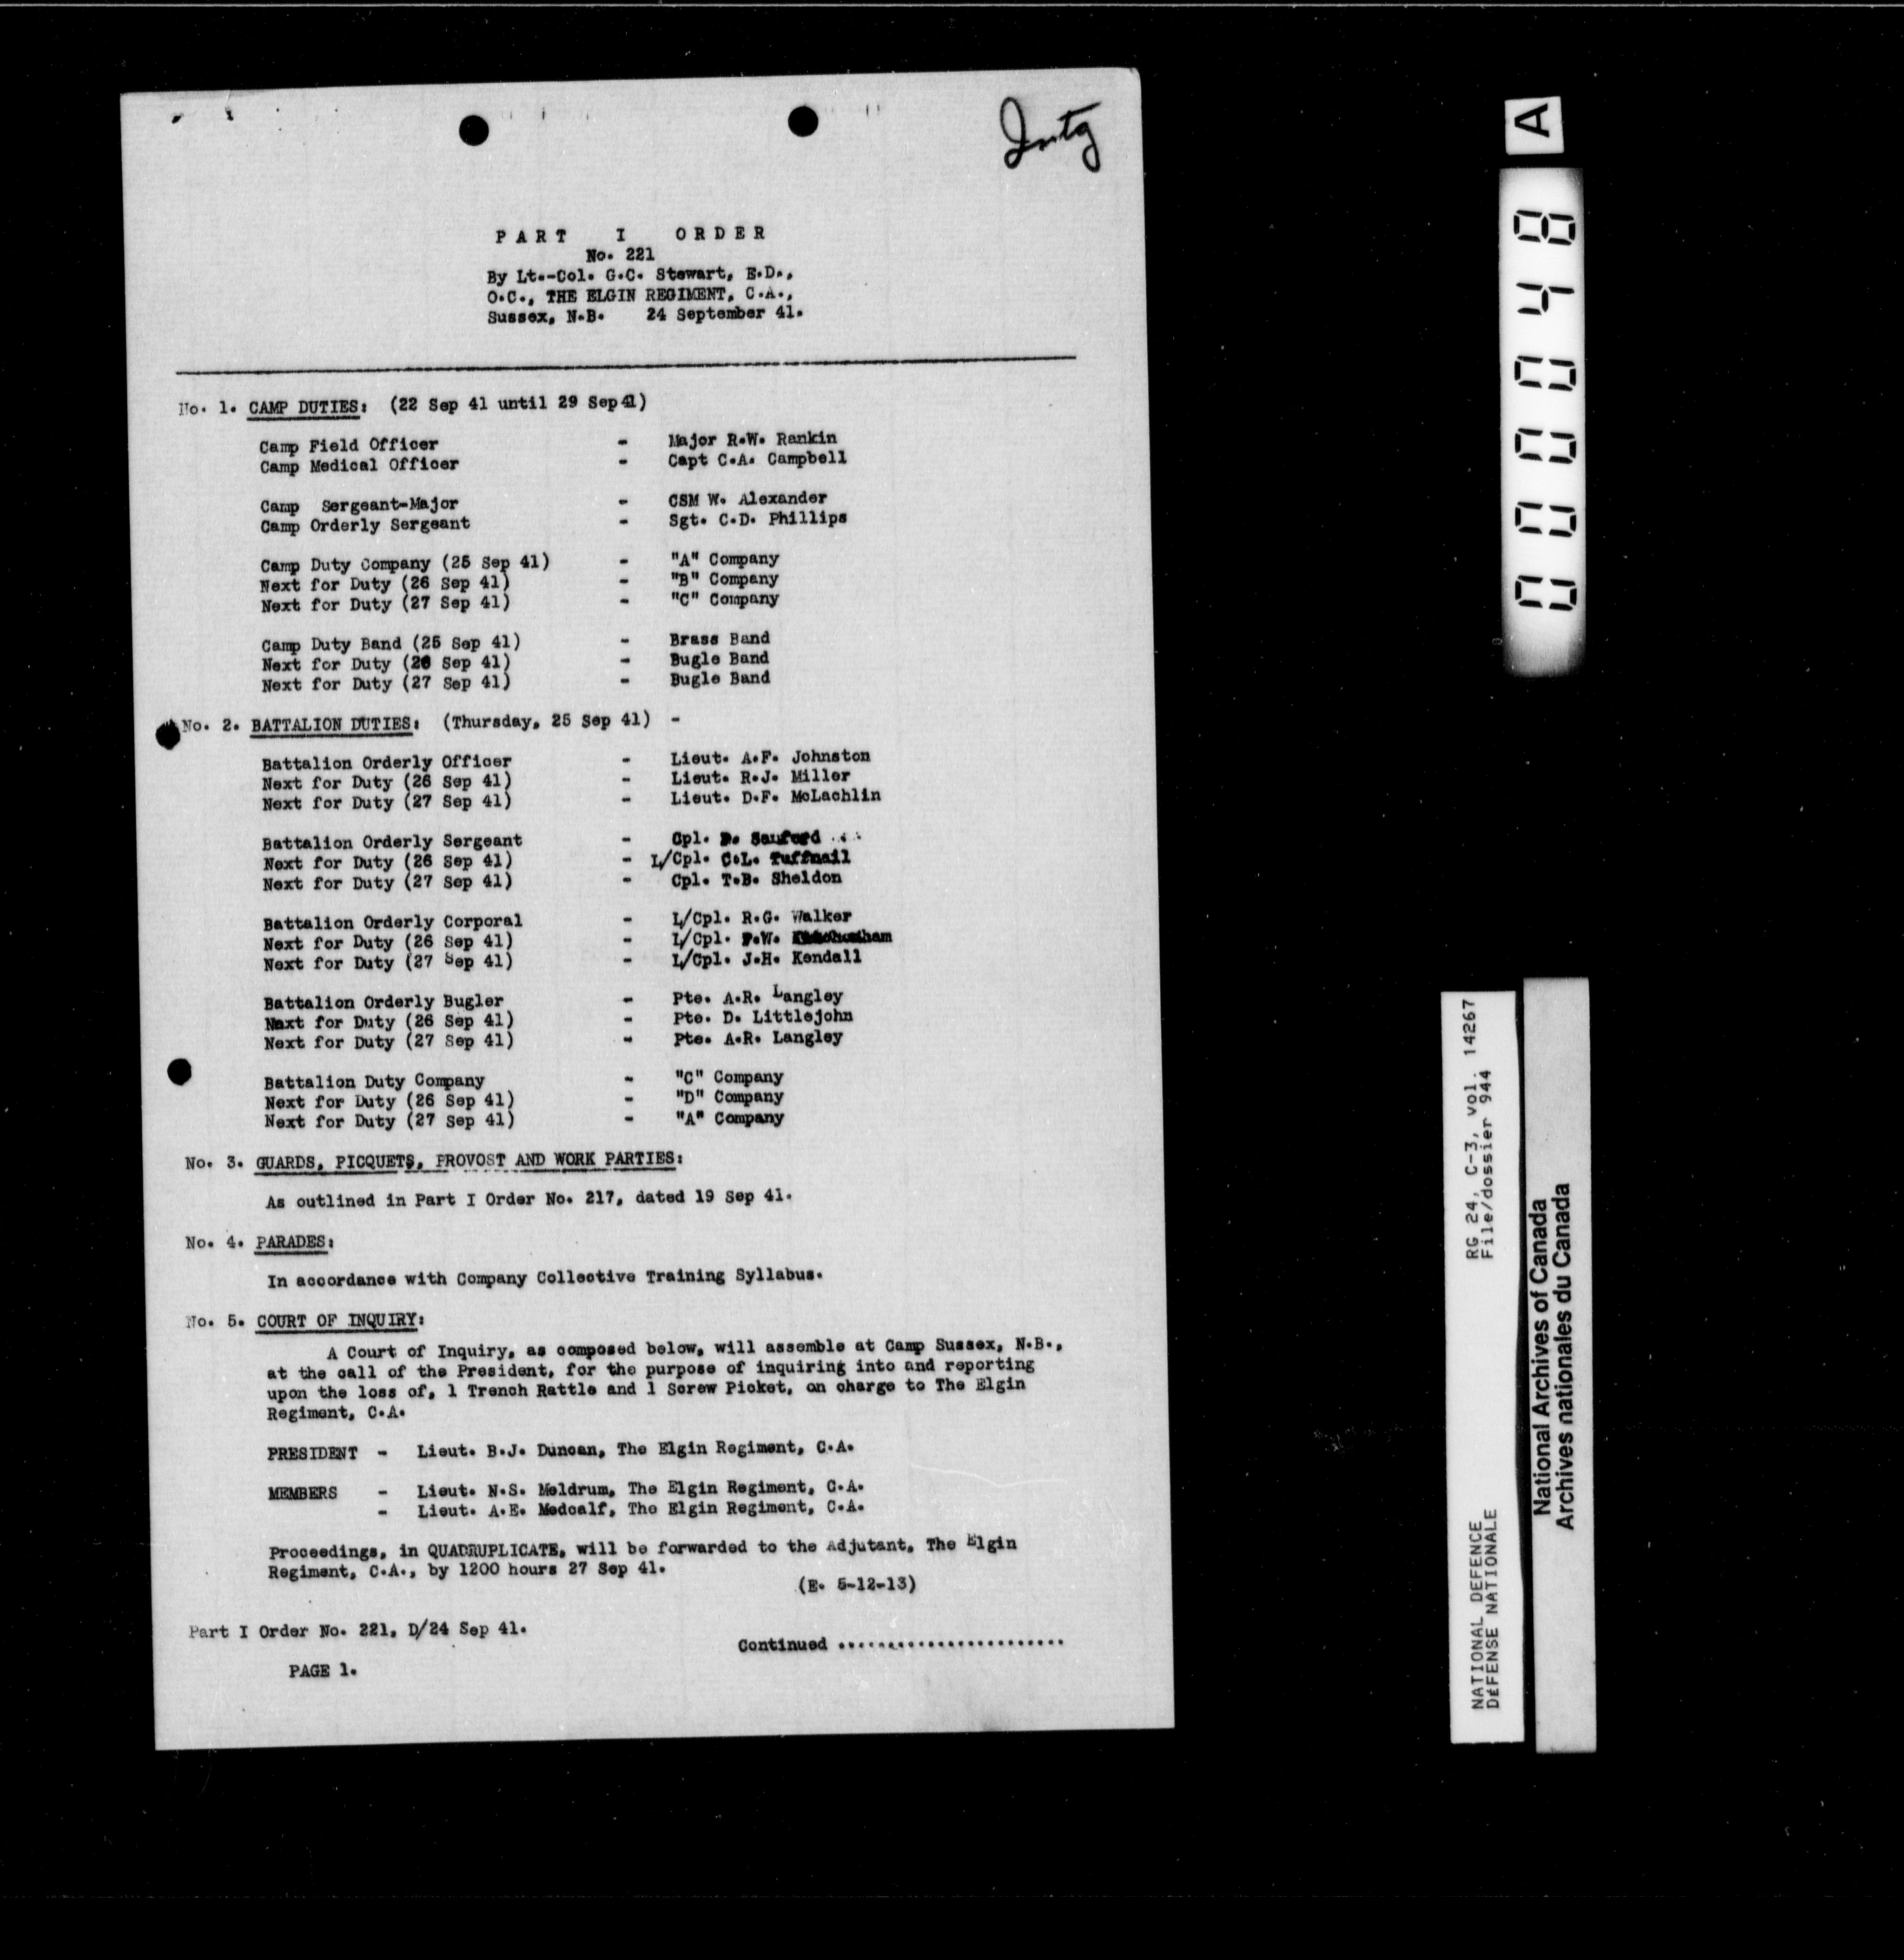 Intg
PART I ORDER
No. 221
By Lt.-Col. G.C. Stewart, E.D.,
O.C., THE ELGIN REGIMENT, C.A.,
Sussex, N.B. 24 September 41.
No. 1. CAMP DUTIES: (22 Sep 41 until 29 Sep 41)
Camp Field Officer - Major R.W. Rankin
Camp Medical Officer - Capt C.A. Campbell
Camp Sergeant-Major - CSM W. Alexander
Camp Orderly Sergeant - Sgt. C.D. Phillips
Camp Duty Company (25 Sep 41) - "A" Company
Next for Duty (26 Sep 41) - "B" Company
Next for Duty (27 Sep 41) - "C" Company
Camp Duty Band (25 Sep 41) - Brass Band
Next for Duty (26 Sep 41) - Bugle Band
Next for Duty (27 Sep 41) - Bugle Band
No. 2. BATTALION DUTIES: (Thursday, 25 Sep 41) -
Battalion Orderly Officer - Lieut. A.F. Johnston
Next for Duty (26 Sep 41) - Lieut. R.J. Miller
Next for Duty (27 Sep 41) - Lieut. D.F. McLachlin
Battalion Orderly Sergeant - Cpl. Sanford
Next for Duty (26 Sep 41) - L/Cpl. C.L. Tuffnail
Next for Duty (27 Sep 41) - Cpl. T.B. Sheldon
Battalion Orderly Corporal - L/Cpl. R.G. Walker
Next for Duty (26 Sep 41) - L/Cpl. F.W.
Next for Duty (27 Sep 41) - L/Cpl. J.H. Kendall
Battalion Orderly Bugler - Pte. A.R. Langley
Next for Duty (26 Sep 41) - Pte. D. Littlejohn
Next for Duty (27 Sep 41) - Pte. A.R. Langley
Battalion Duty Company - "C" Company
Next for Duty (26 Sep 41) - "D" Company
Next for Duty (27 Sep 41) - "A" Company
No. 3. GUARDS, PICQUETS, PROVOST AND WORK PARTIES:
As outlined in Part I Order No. 217, dated 19 Sep 41.
No. 4. PARADES:
In accordance with Company Collective Training Syllabus.
No. 5. COURT OF INQUIRY:
A Court of Inquiry, as composed below, will assemble at Camp Sussex, N.B.,
at the call of the President, for the purpose of inquiring into and reporting
upon the loss of, 1 Trench Rattle and 1 Screw Picket, on charge to The Elgin
Regiment, C.A.
PRESIDENT - Lieut. B.J. Duncan, The Elgin Regiment, C.A.
MEMBERS - Lieut. N.S. Meldrum, The Elgin Regiment, C.A.
- Lieut. A.E. Medcalf, The Elgin Regiment, C.A.
Proceedings, in QUADRUPLICATE, will be forwarded to the Adjutant, The Elgin
Regiment, C.A., by 1200 hours 27 Sep 41.
(E. 5-12-13)
Part I Order No. 221, D/24 Sep 41.
Continued .......................
PAGE 1.
A
000048
NATIONAL DEFENCE RG 24, C-3, vol. 14267
DÉFENSE NATIONALE File/dossier 944
National Archives of Canada
Archives nationales du Canada